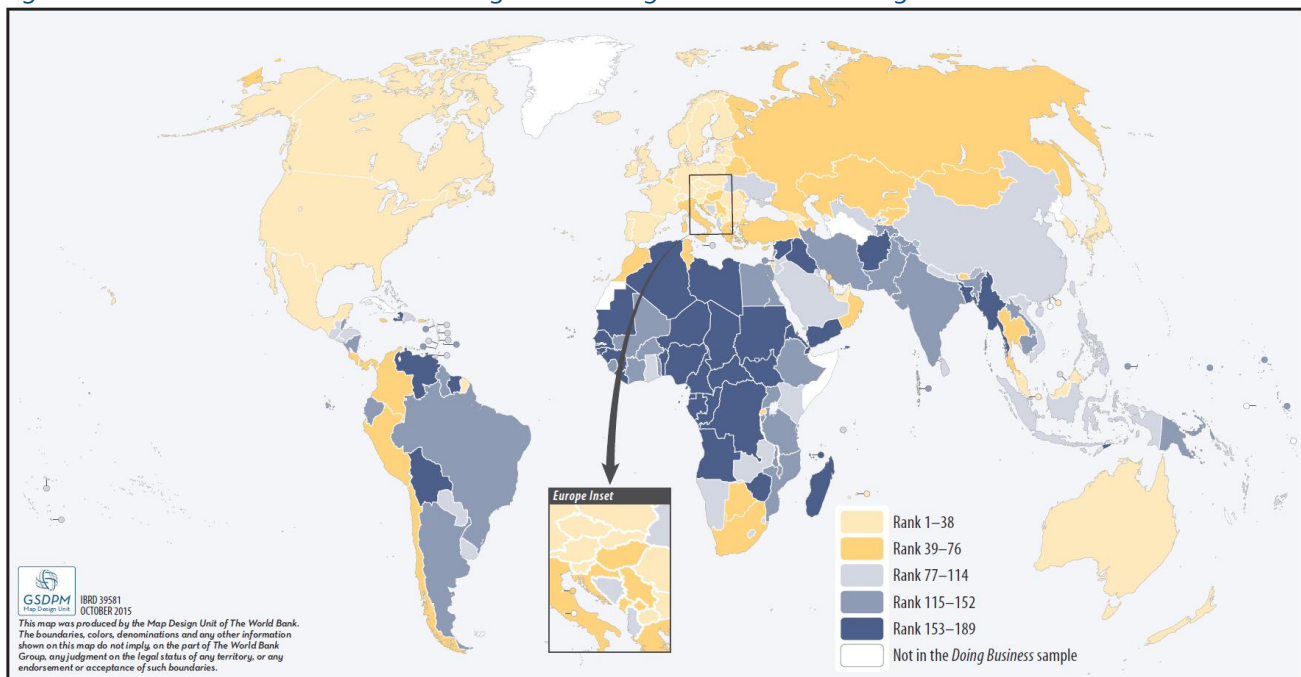 Europe Inset
Rank 1–38
Rank 39–76
Rank 77–114
Rank 115–152
Rank 153–189
Not in the Doing Business sample
GSDPM
Map Design Unit
IBRD 39581
OCTOBER 2015
This map was produced by the Map Design Unit of The World Bank.
The boundaries, colors, denominations and any other information
shown on this map do not imply, on the part of The World Bank
Group, any judgment on the legal status of any territory, or any
endorsement or acceptance of such boundaries.